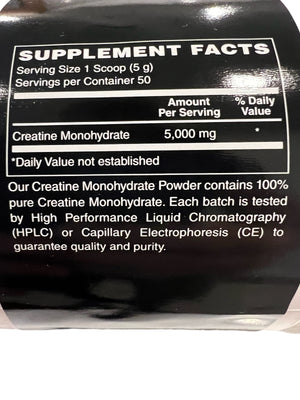 SUPPLEMENT FACTS
Serving Size 1 Scoop (5 g)
Servings per Container 50
Amount Per Serving % Daily Value
Creatine Monohydrate 5,000 mg *
*Daily Value not established
Our Creatine Monohydrate Powder contains 100%
pure Creatine Monohydrate. Each batch is tested
by High Performance Liquid Chromatography
(HPLC) or Capillary Electrophoresis (CE) to
guarantee quality and purity.